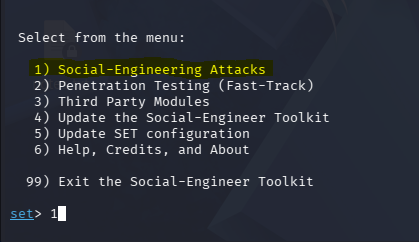 Select from the menu:
1) Social-Engineering Attacks
2) Penetration Testing (Fast-Track)
3) Third Party Modules
4) Update the Social-Engineer Toolkit
5) Update SET configuration
6) Help, Credits, and About
99) Exit the Social-Engineer Toolkit
set> 1